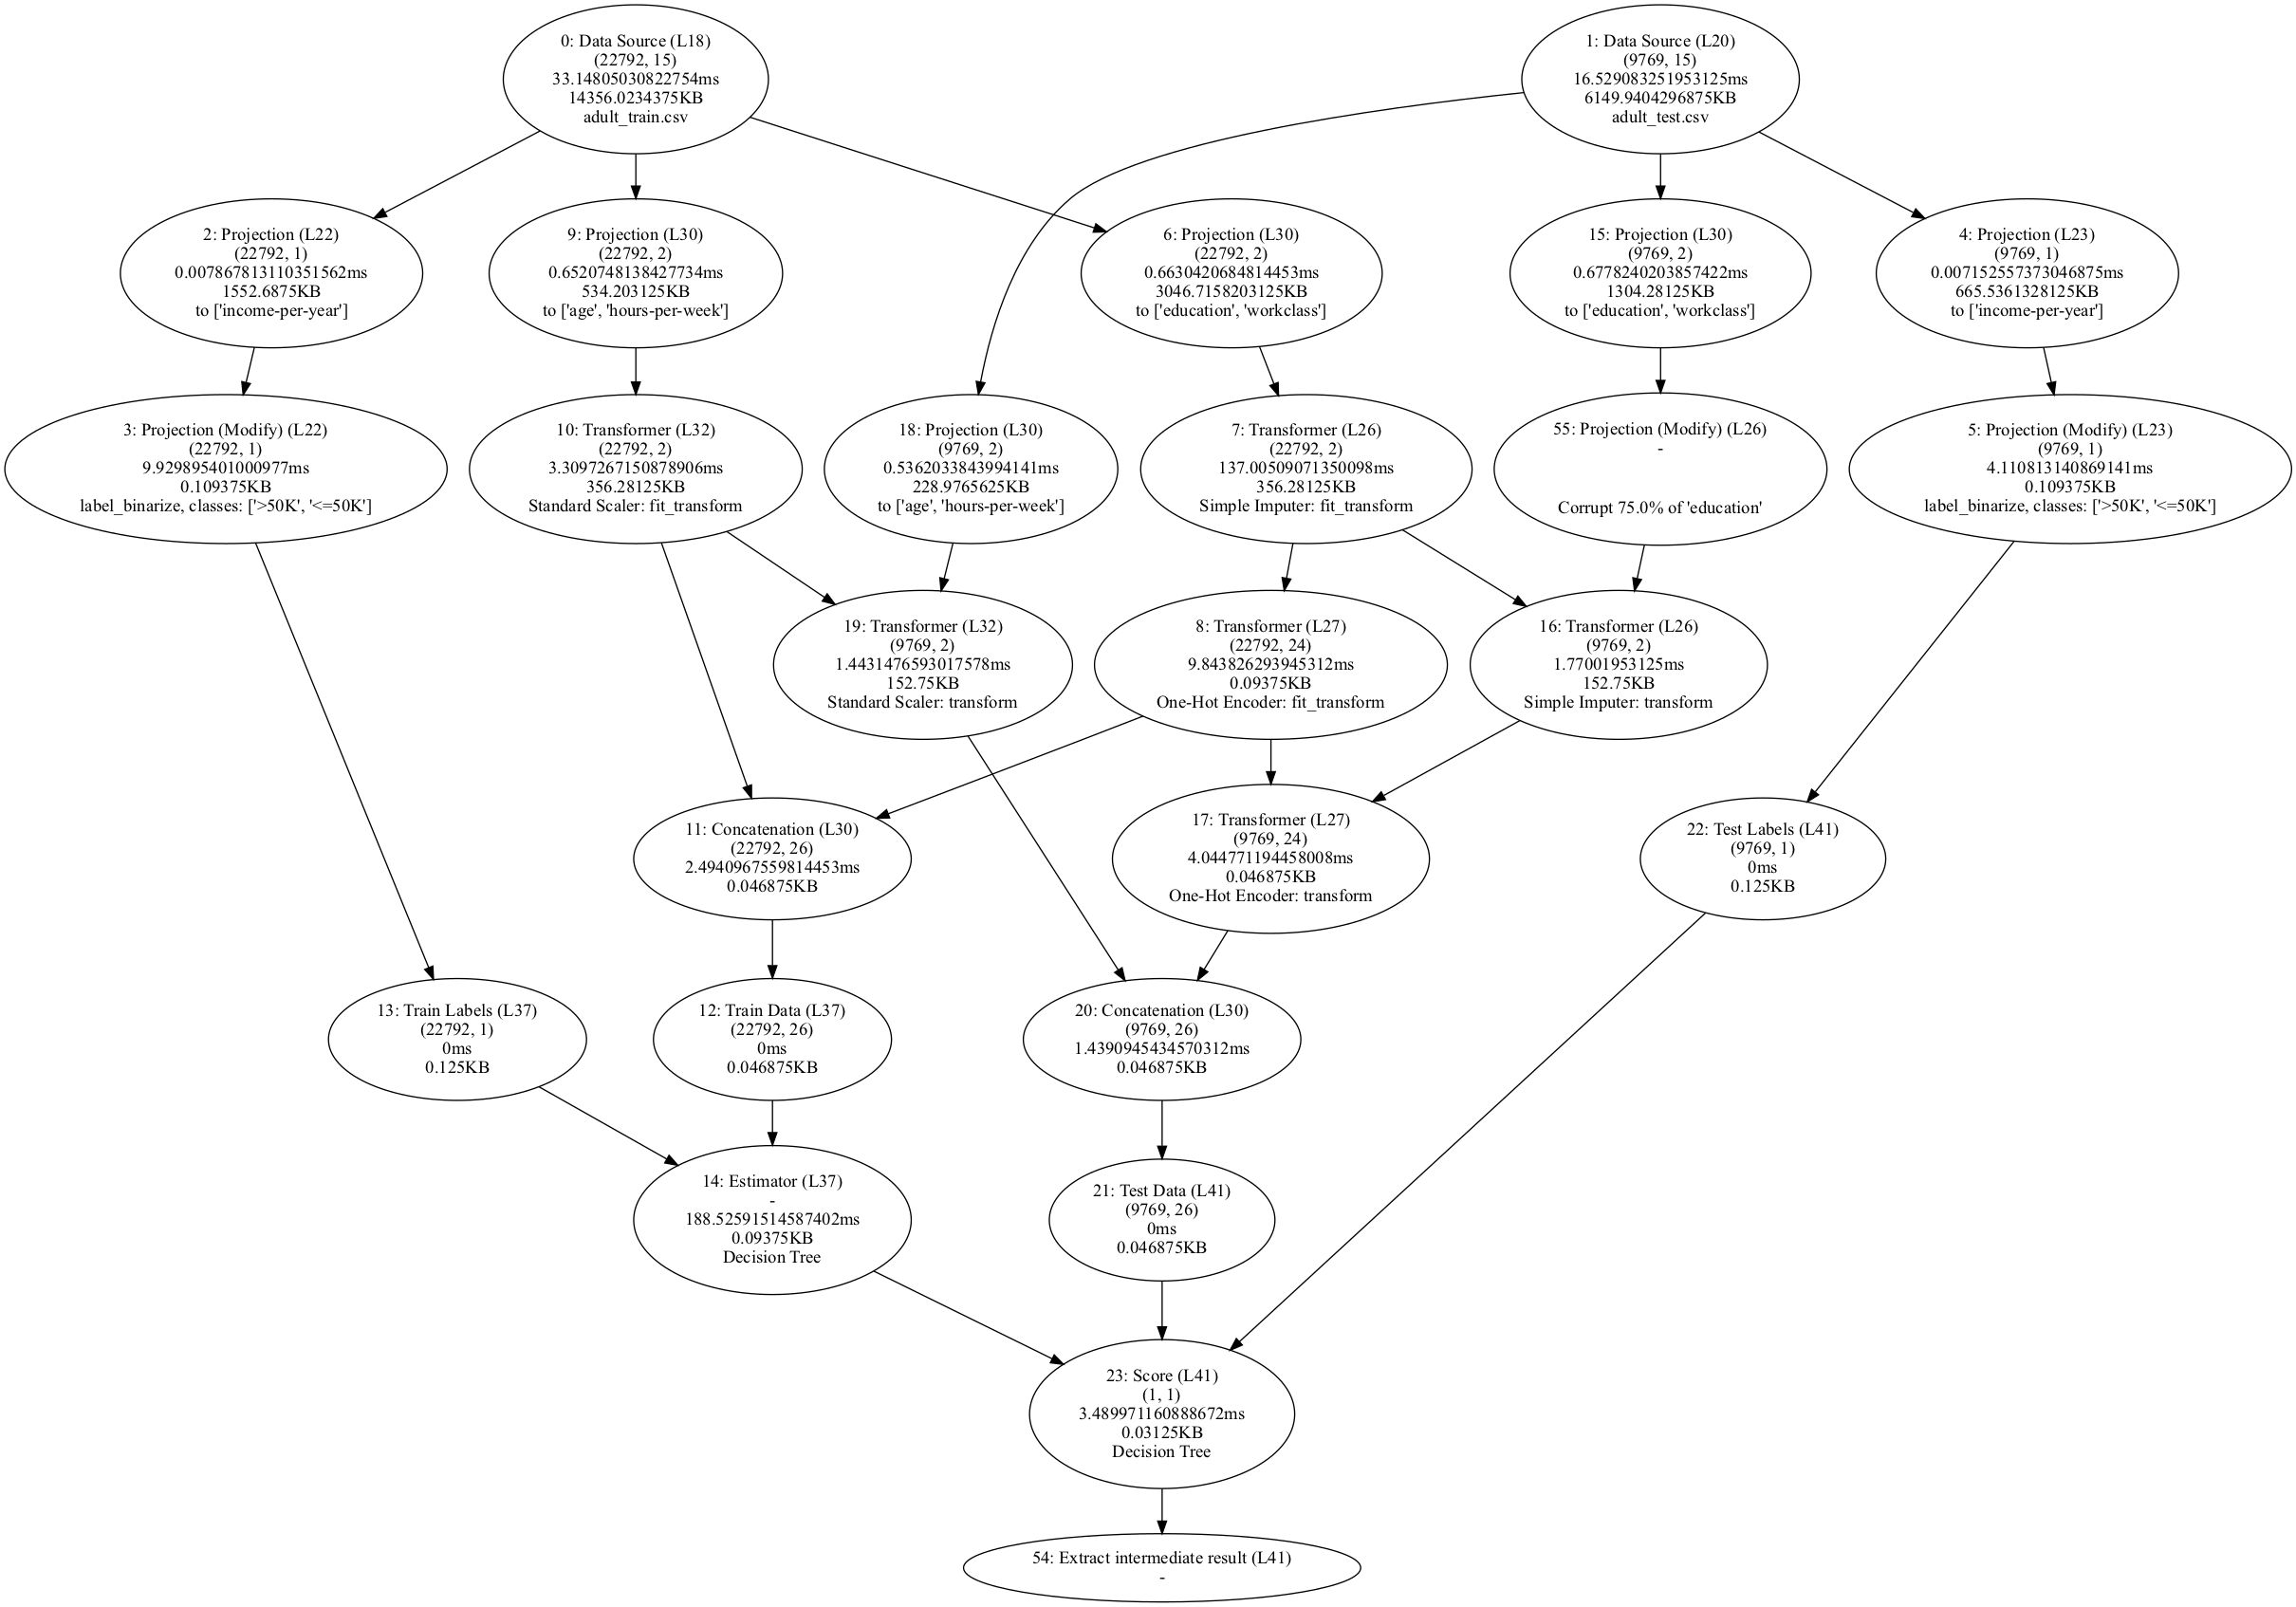 0: Data Source (L18)
(22792, 15)
33.14805030822754ms
14356.0234375KB
adult_train.csv
1: Data Source (L20)
(9769, 15)
16.529083251953125ms
6149.9404296875KB
adult_test.csv
2: Projection (L22)
(22792, 1)
0.007867813110351562ms
1552.6875KB
to ['income-per-year']
9: Projection (L30)
(22792, 2)
0.6520748138427734ms
534.203125KB
to ['age', 'hours-per-week']
6: Projection (L30)
(22792, 2)
0.6630420684814453ms
3046.7158203125KB
to ['education', 'workclass']
15: Projection (L30)
(9769, 2)
0.6778240203857422ms
1304.28125KB
to ['education', 'workclass']
4: Projection (L23)
(9769, 1)
0.007152557373046875ms
665.5361328125KB
to ['income-per-year']
3: Projection (Modify) (L22)
(22792, 1)
9.929895401000977ms
0.109375KB
label_binarize, classes: ['>50K', '<=50K']
10: Transformer (L32)
(22792, 2)
3.3097267150878906ms
356.28125KB
Standard Scaler: fit_transform
18: Projection (L30)
(9769, 2)
0.5362033843994141ms
228.9765625KB
to ['age', 'hours-per-week']
7: Transformer (L26)
(22792, 2)
137.00509071350098ms
356.28125KB
Simple Imputer: fit_transform
55: Projection (Modify) (L26)
-
Corrupt 75.0% of 'education'
5: Projection (Modify) (L23)
(9769, 1)
4.110813140869141ms
0.109375KB
label_binarize, classes: ['>50K', '<=50K']
19: Transformer (L32)
(9769, 2)
1.4431476593017578ms
152.75KB
Standard Scaler: transform
8: Transformer (L27)
(22792, 24)
9.843826293945312ms
0.09375KB
One-Hot Encoder: fit_transform
16: Transformer (L26)
(9769, 2)
1.77001953125ms
152.75KB
Simple Imputer: transform
11: Concatenation (L30)
(22792, 26)
2.4940967559814453ms
0.046875KB
17: Transformer (L27)
(9769, 24)
4.044771194458008ms
0.046875KB
One-Hot Encoder: transform
22: Test Labels (L41)
(9769, 1)
0ms
0.125KB
13: Train Labels (L37)
(22792, 1)
0ms
0.125KB
12: Train Data (L37)
(22792, 26)
0ms
0.046875KB
20: Concatenation (L30)
(9769, 26)
1.4390945434570312ms
0.046875KB
14: Estimator (L37)
-
188.52591514587402ms
0.09375KB
Decision Tree
21: Test Data (L41)
(9769, 26)
0ms
0.046875KB
23: Score (L41)
(1, 1)
3.489971160888672ms
0.03125KB
Decision Tree
54: Extract intermediate result (L41)
-